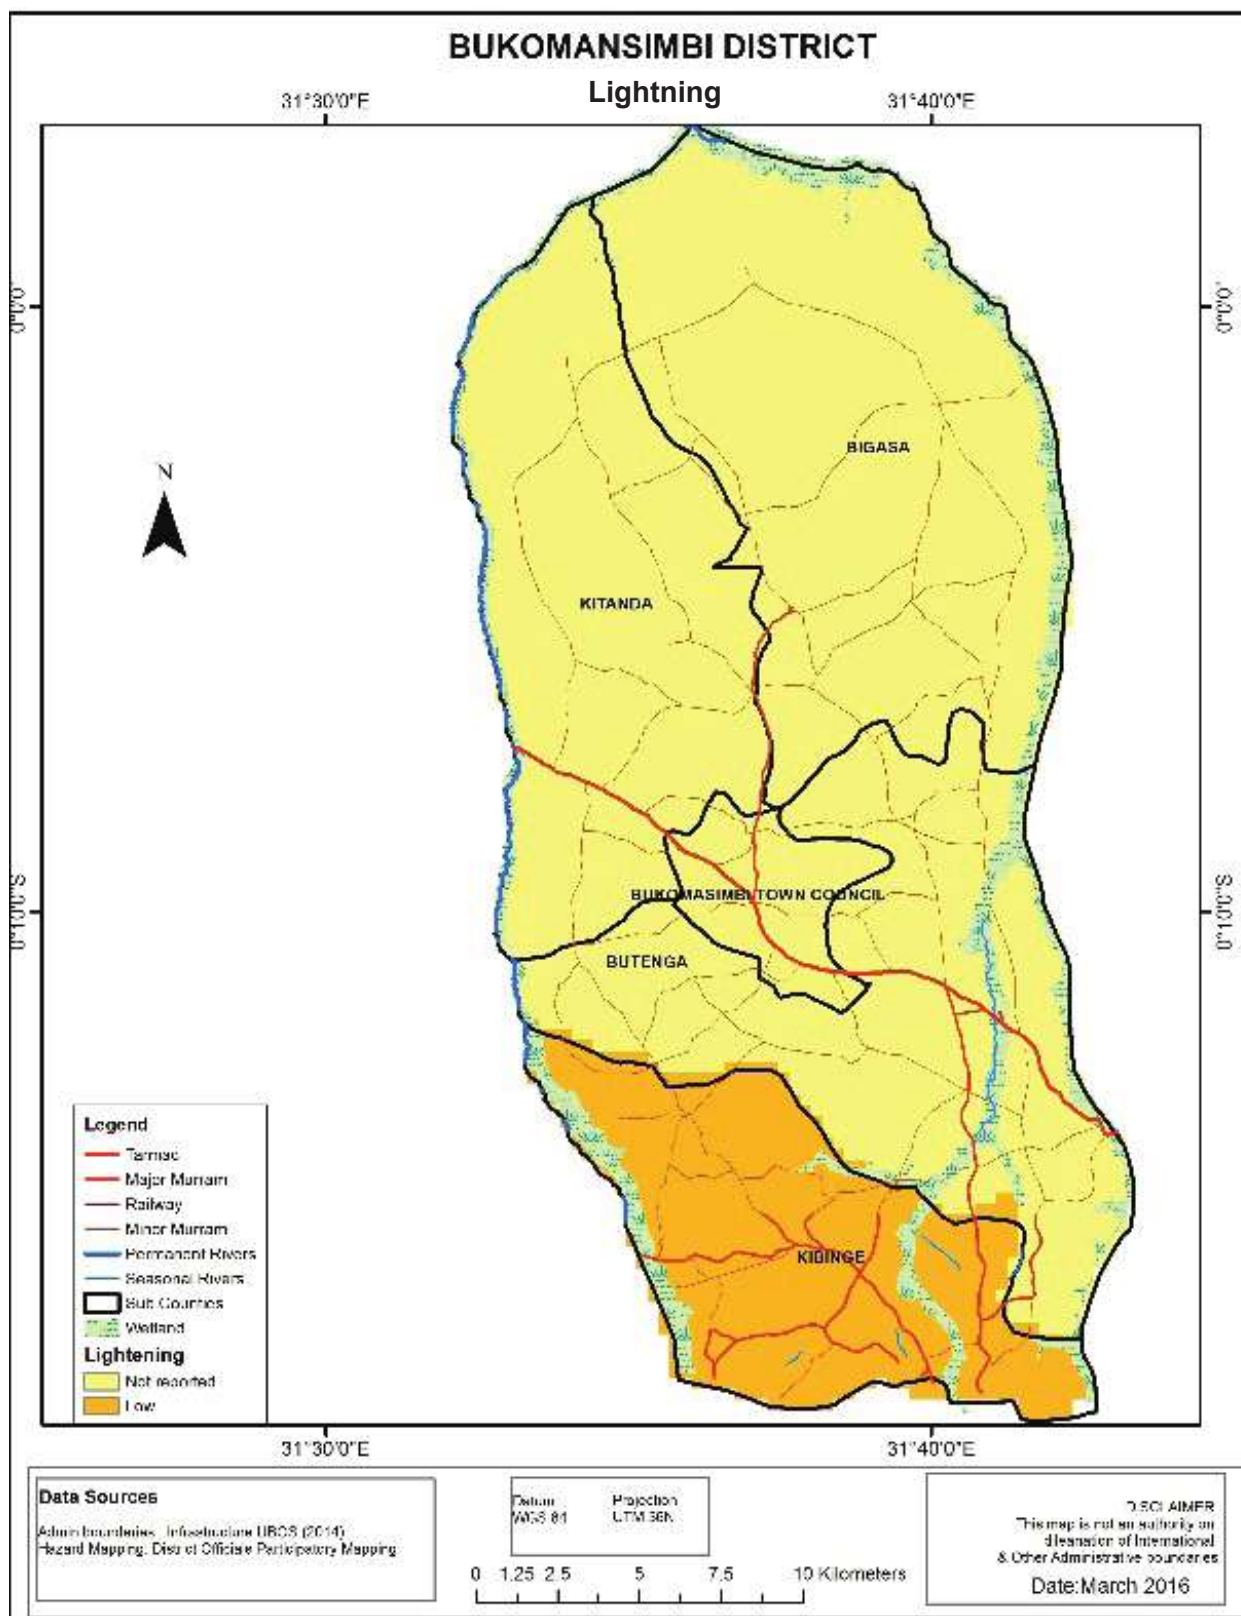 BUKOMANSIMBI DISTRICT
Lightning
31°30'0"E
31°40'0"E
0°0'0"
0°0'0"
N
BIGASA
KITANDA
BUKOMASIMBI TOWN COUNCIL
0°10'0"S
0°10'0"S
BUTENGA
KIBINGE
Legend
Tarmac
Major Murram
Railway
Minor Murram
Permanent Rivers
Seasonal Rivers
Sub Counties
Wetland
Lightening
Not reported
Low
31°30'0"E
31°40'0"E
Data Sources
Admin boundaries, Infrastructure UBOS (2014)
Hazard Mapping: District Officials Participatory Mapping
Datum
WGS 84
Projection
UTM 36N
0 1.25 2.5 5 7.5 10 Kilometers
DISCLAIMER
This map is not an authority on
dileanation of International
& Other Administrative boundaries
Date:March 2016